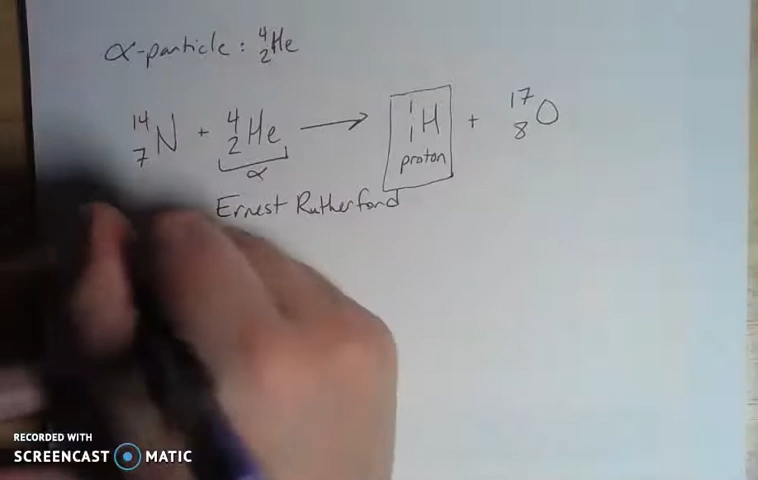 α-particle: ⁴₂He
¹⁴₇N + ⁴₂He ⟶ ¹₁H + ¹⁷₈O
α proton
Ernest Rutherford
RECORDED WITH
SCREENCAST MATIC